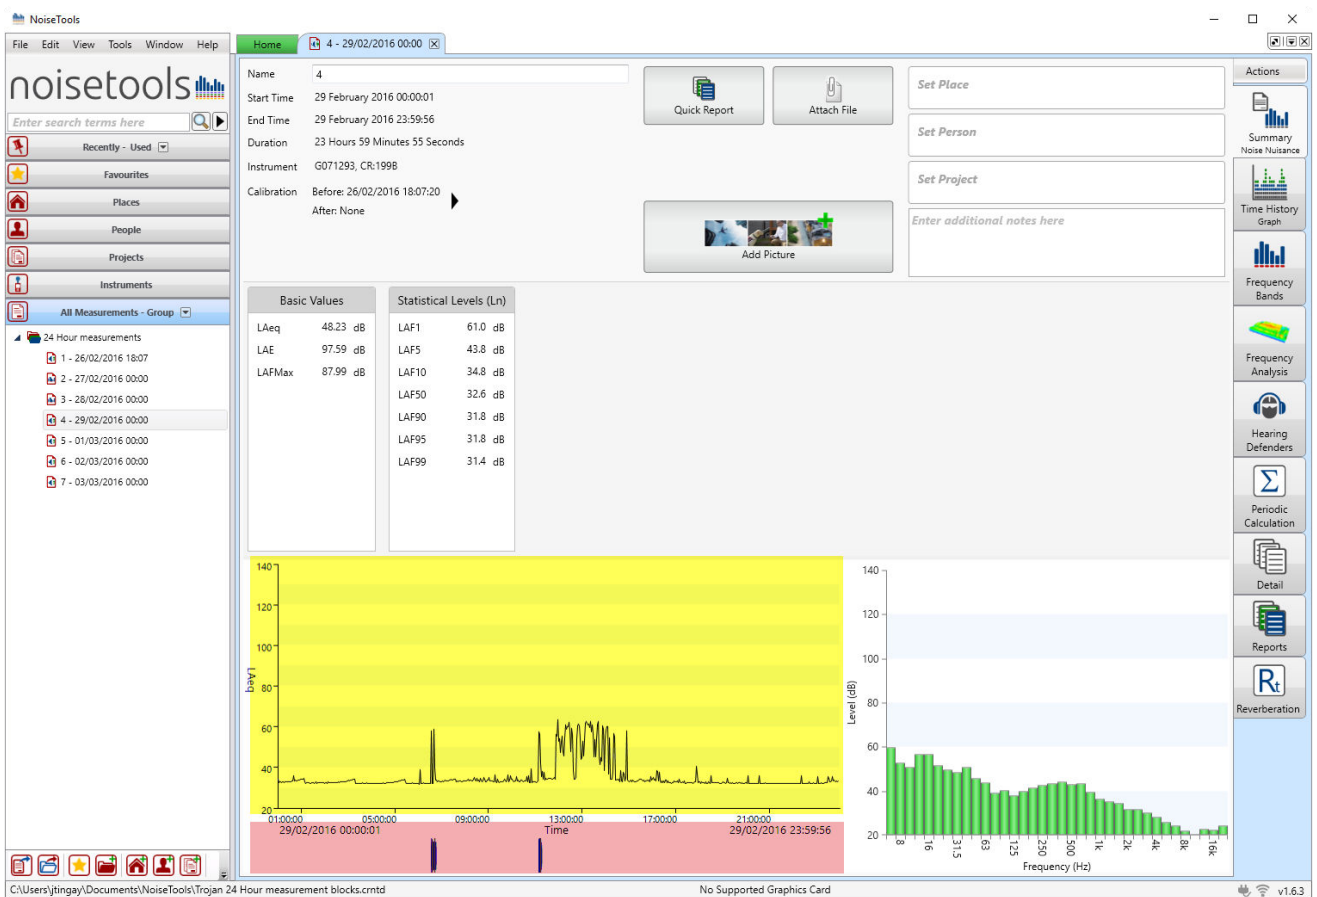 NoiseTools
File Edit View Tools Window Help
Home
4 - 29/02/2016 00:00
noisetools
Enter search terms here
Recently - Used
Favourites
Places
People
Projects
Instruments
All Measurements - Group
24 Hour measurements
1 - 26/02/2016 18:07
2 - 27/02/2016 00:00
3 - 28/02/2016 00:00
4 - 29/02/2016 00:00
5 - 01/03/2016 00:00
6 - 02/03/2016 00:00
7 - 03/03/2016 00:00
Name 4
Start Time 29 February 2016 00:00:01
End Time 29 February 2016 23:59:56
Duration 23 Hours 59 Minutes 55 Seconds
Instrument G071293, CR:199B
Calibration Before: 26/02/2016 18:07:20
After: None
Quick Report
Attach File
Add Picture
Set Place
Set Person
Set Project
Enter additional notes here
Basic Values
LAeq 48.23 dB
LAE 97.59 dB
LAFMax 87.99 dB
Statistical Levels (Ln)
LAF1 61.0 dB
LAF5 43.8 dB
LAF10 34.8 dB
LAF50 32.6 dB
LAF90 31.8 dB
LAF95 31.8 dB
LAF99 31.4 dB
140
120
100
80
60
40
20
LAeq
01:00:00 05:00:00 09:00:00 13:00:00 17:00:00 21:00:00
29/02/2016 00:00:01 Time 29/02/2016 23:59:56
140
120
100
80
60
40
20
Level (dB)
8 16 31.5 63 125 250 500 1k 2k 4k 8k 16k
Frequency (Hz)
Actions
Summary
Noise Nuisance
Time History
Graph
Frequency
Bands
Frequency
Analysis
Hearing
Defenders
Σ
Periodic
Calculation
Detail
Reports
Rt
Reverberation
C:\Users\jtingay\Documents\NoiseTools\Trojan 24 Hour measurement blocks.crntd
No Supported Graphics Card
v1.6.3